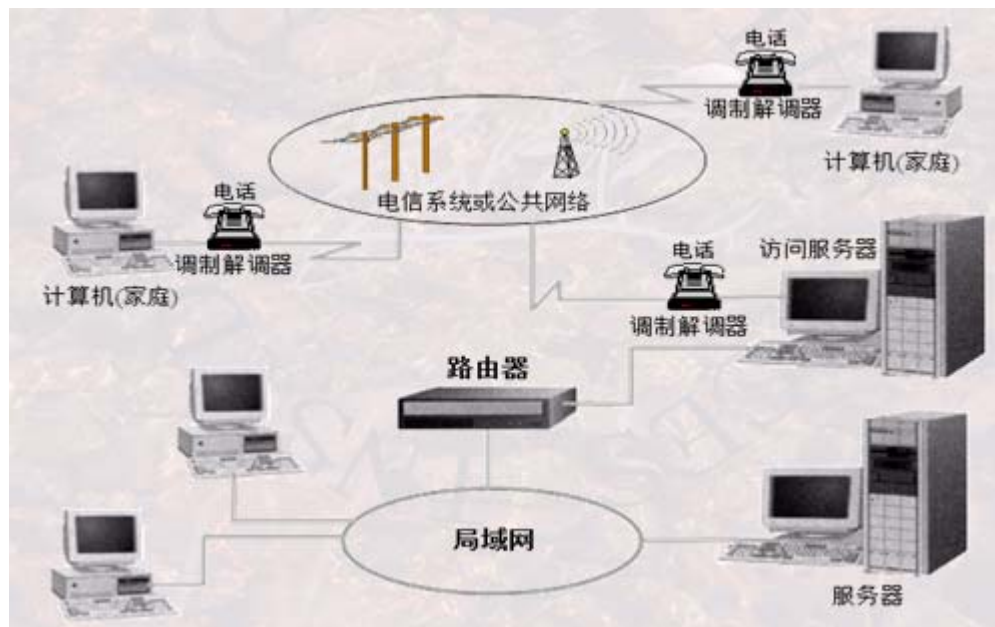 电话
调制解调器
计算机(家庭)
电信系统或公共网络
电话
调制解调器
计算机(家庭)
电话
调制解调器
访问服务器
路由器
局域网
服务器